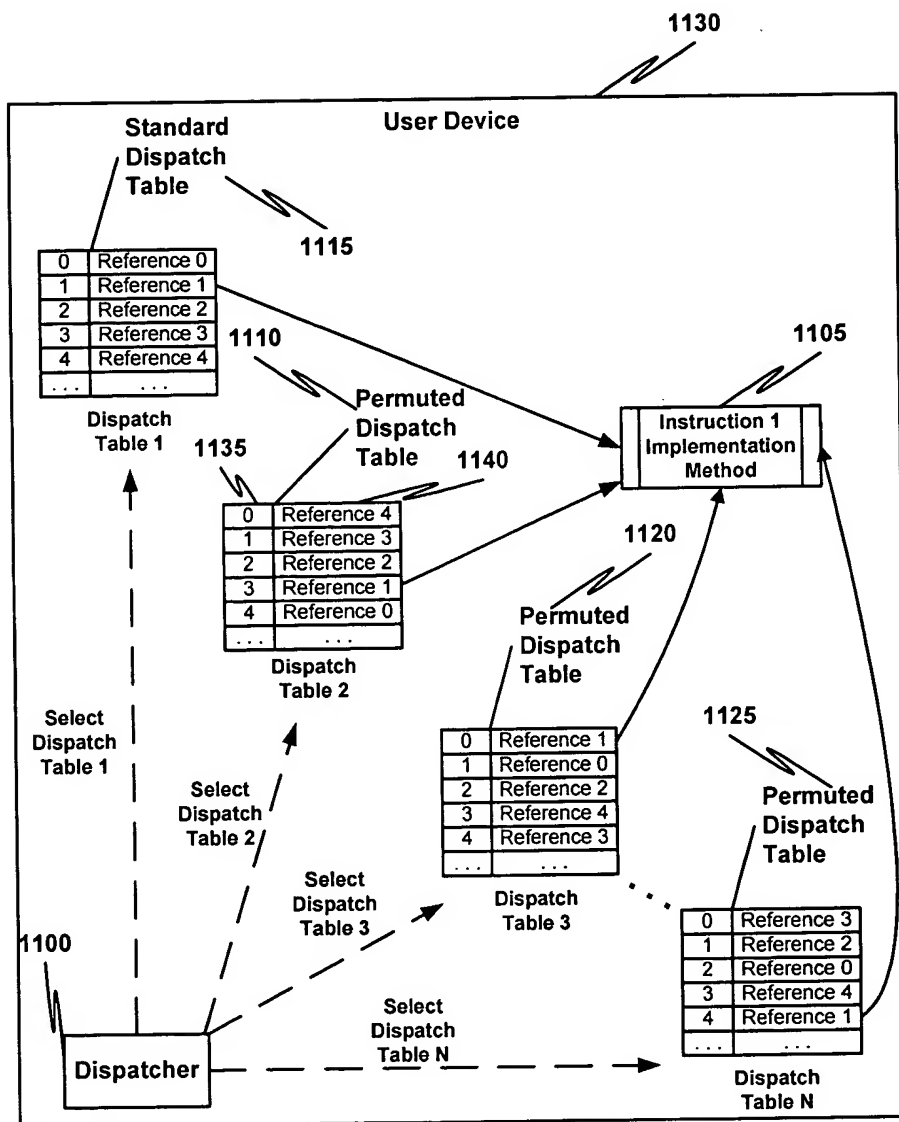 1130
User Device
Standard
Dispatch
Table
1115
0 Reference 0
1 Reference 1
2 Reference 2
3 Reference 3
4 Reference 4
. . . . . .
Dispatch
Table 1
1110
Permuted
Dispatch
Table
1135
1140
0 Reference 4
1 Reference 3
2 Reference 2
3 Reference 1
4 Reference 0
. . . . . .
Dispatch
Table 2
1105
Instruction 1
Implementation
Method
1120
Permuted
Dispatch
Table
0 Reference 1
1 Reference 0
2 Reference 2
3 Reference 4
4 Reference 3
. . . . . .
Dispatch
Table 3
1125
Permuted
Dispatch
Table
0 Reference 3
1 Reference 2
2 Reference 0
3 Reference 4
4 Reference 1
. . . . . .
Dispatch
Table N
Select
Dispatch
Table 1
Select
Dispatch
Table 2
Select
Dispatch
Table 3
Select
Dispatch
Table N
1100
Dispatcher